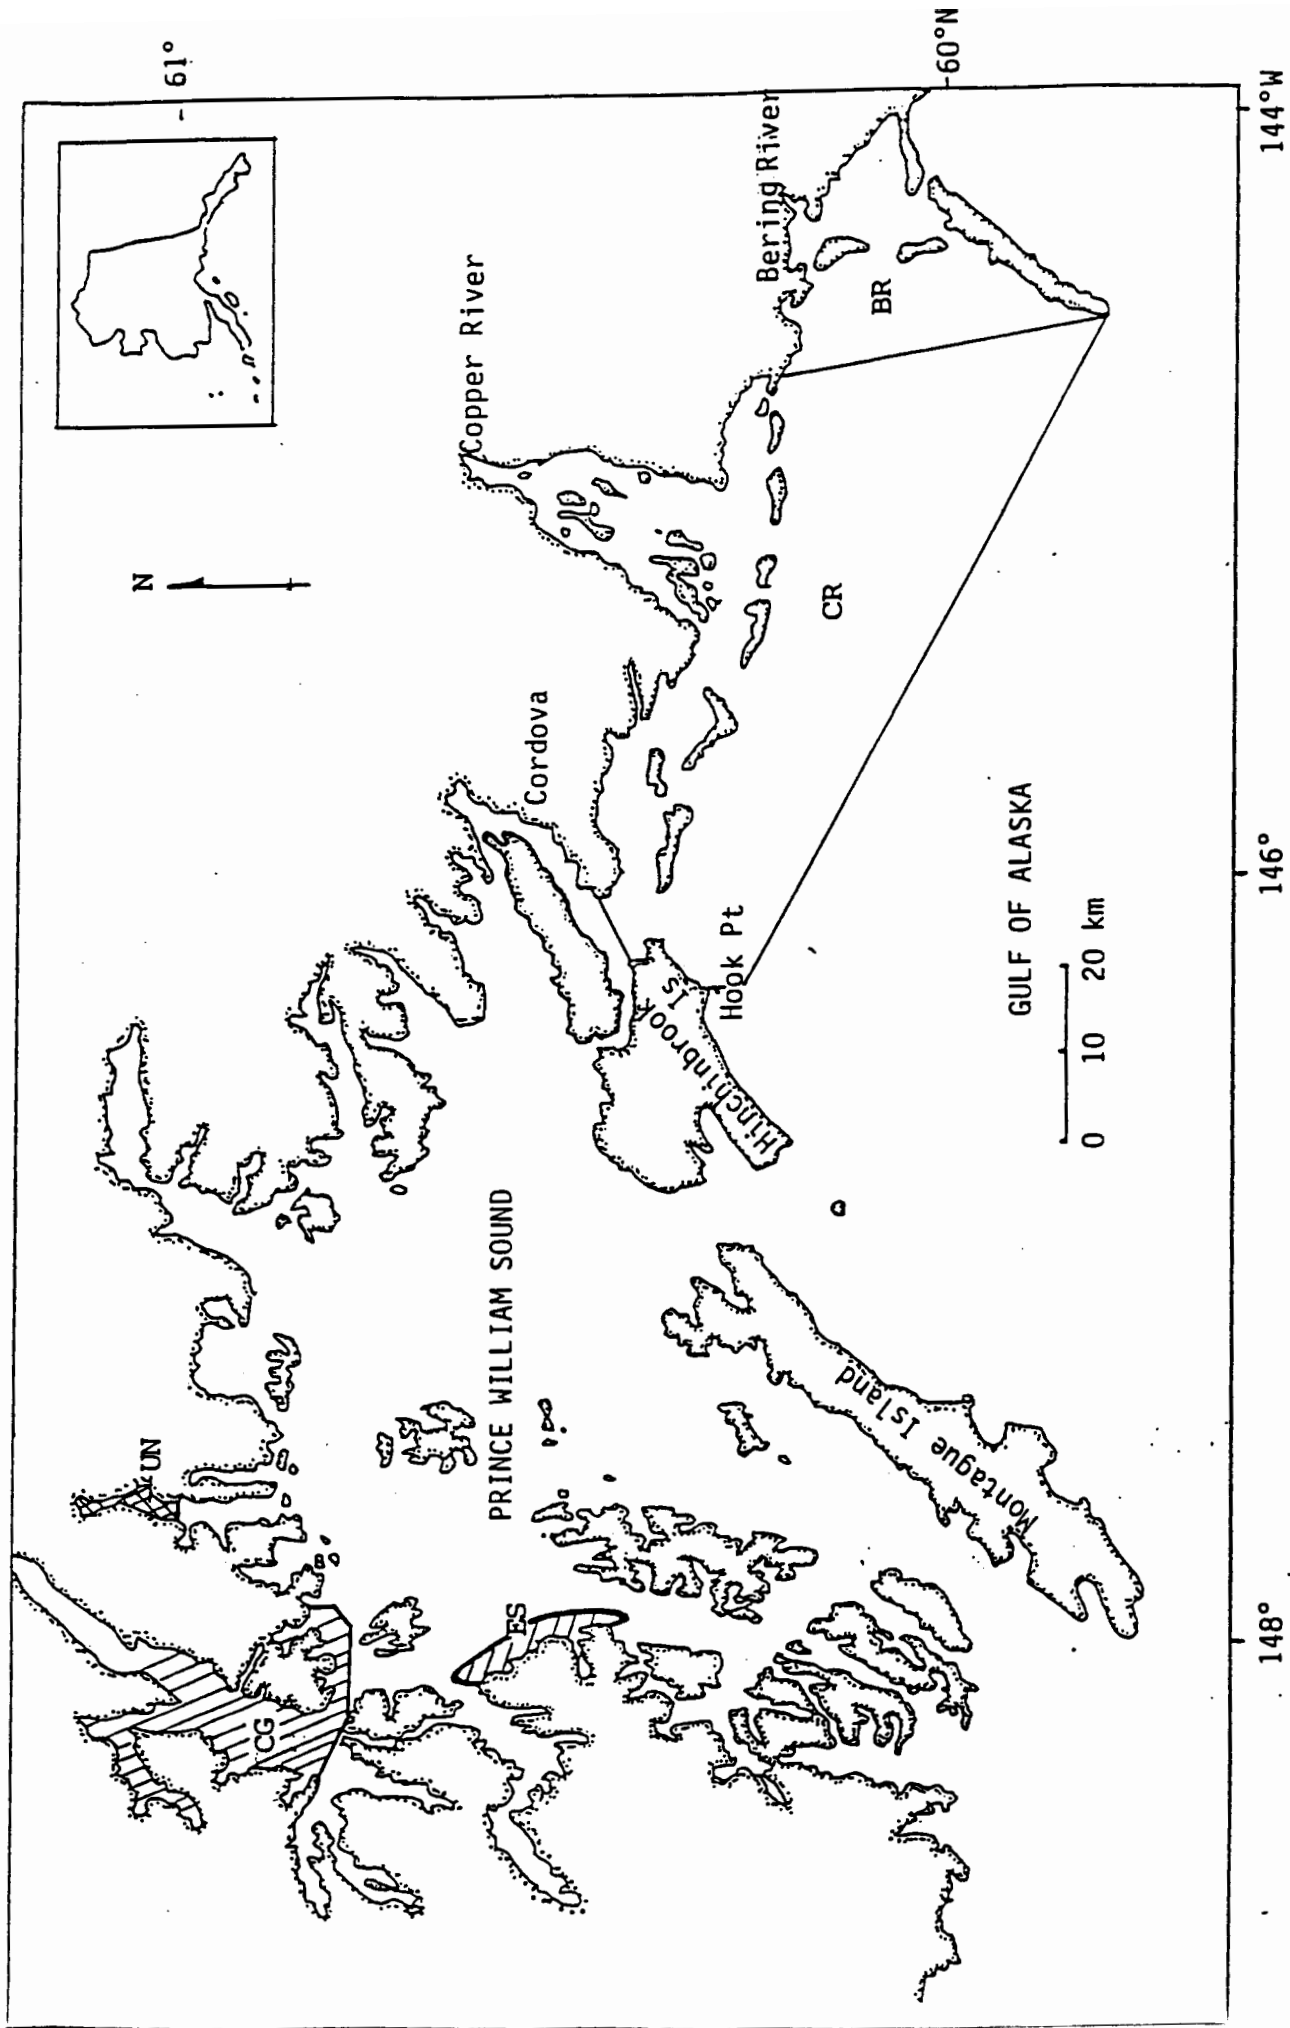 61°
60°N
144°W
146°
148°
N
Copper River
Bering River
BR
CR
Cordova
Hook Pt
Hinchinbrook Is
GULF OF ALASKA
0 10 20 km
PRINCE WILLIAM SOUND
Montague Island
UN
CG
ES